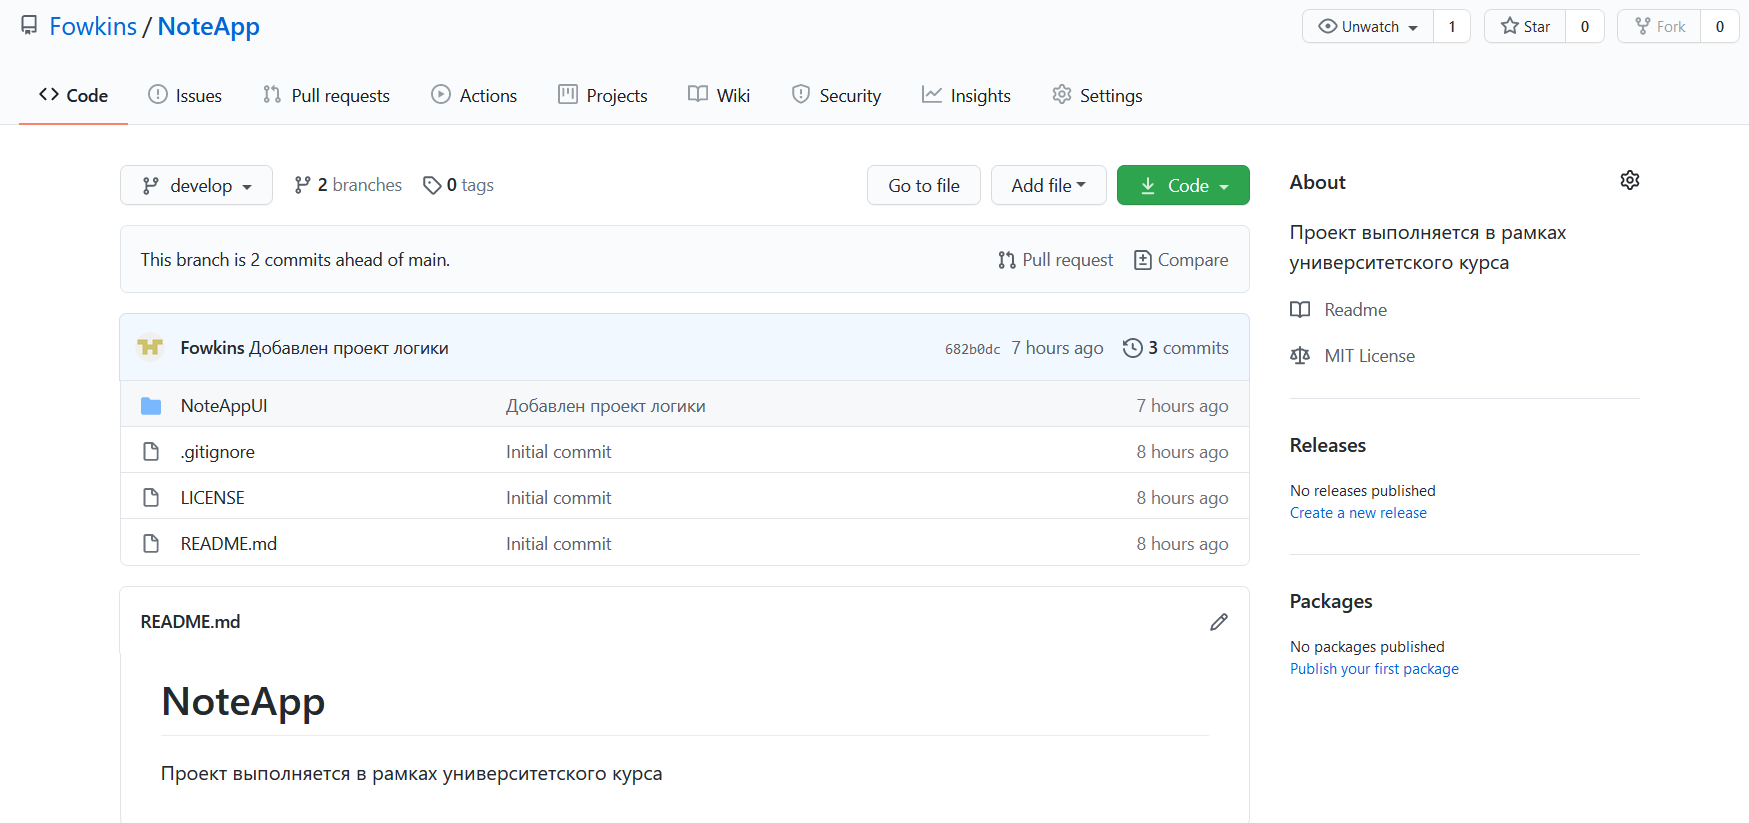 Fowkins / NoteApp
Unwatch 1 Star 0 Fork 0
Code Issues Pull requests Actions Projects Wiki Security Insights Settings
develop 2 branches 0 tags Go to file Add file Code
This branch is 2 commits ahead of main. Pull request Compare
Fowkins Добавлен проект логики 682b0dc 7 hours ago 3 commits
NoteAppUI Добавлен проект логики 7 hours ago
.gitignore Initial commit 8 hours ago
LICENSE Initial commit 8 hours ago
README.md Initial commit 8 hours ago
README.md
NoteApp
Проект выполняется в рамках университетского курса
About
Проект выполняется в рамках
университетского курса
Readme
MIT License
Releases
No releases published
Create a new release
Packages
No packages published
Publish your first package